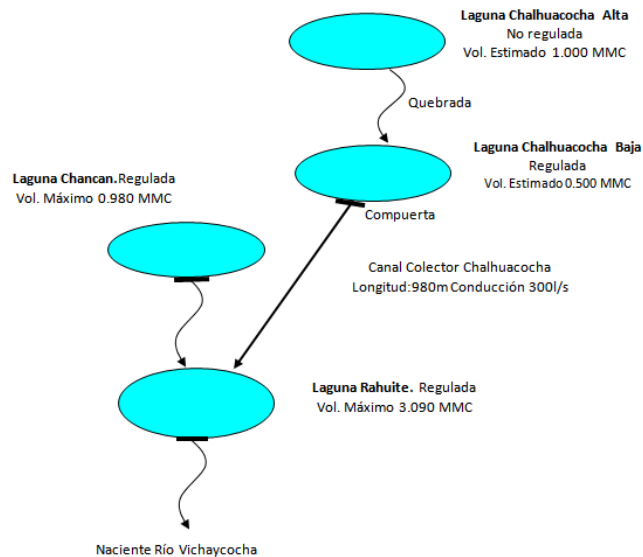 Laguna Chalhuacocha Alta
No regulada
Vol. Estimado 1.000 MMC
Quebrada
Laguna Chalhuacocha Baja
Regulada
Vol. Estimado 0.500 MMC
Laguna Chancan.Regulada
Vol. Máximo 0.980 MMC
Compuerta
Canal Colector Chalhuacocha
Longitud:980m Conducción 300l/s
Laguna Rahuite. Regulada
Vol. Máximo 3.090 MMC
Naciente Río Vichaycocha